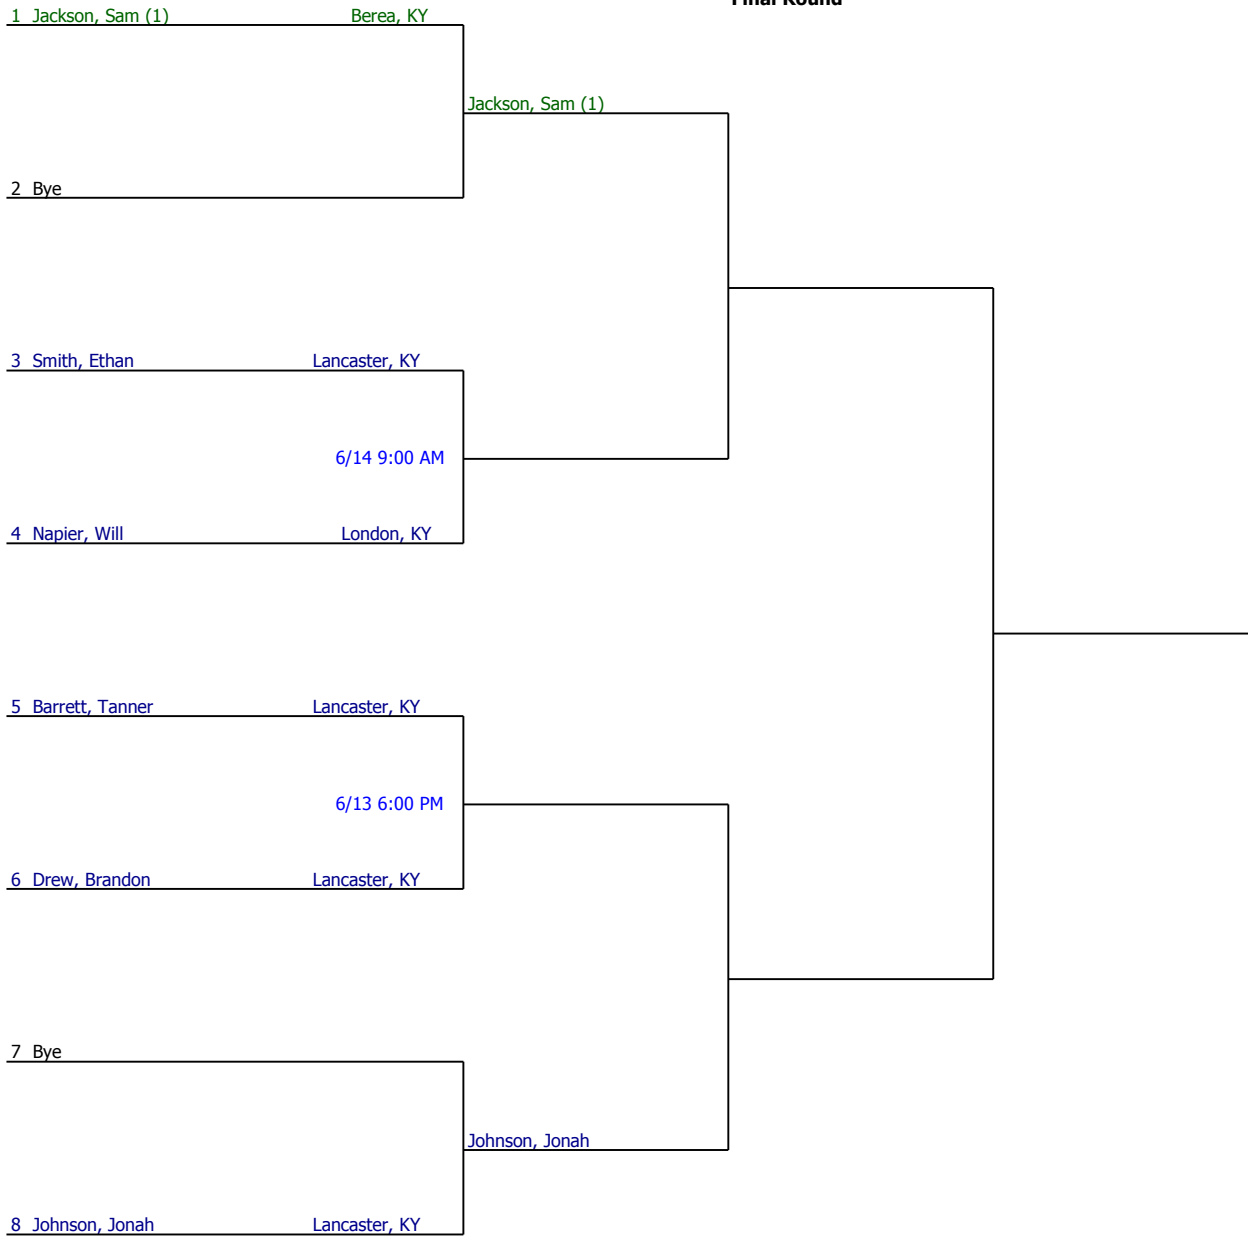 Final Round
1 Jackson, Sam (1) Berea, KY
Jackson, Sam (1)
2 Bye
3 Smith, Ethan Lancaster, KY
6/14 9:00 AM
4 Napier, Will London, KY
5 Barrett, Tanner Lancaster, KY
6/13 6:00 PM
6 Drew, Brandon Lancaster, KY
7 Bye
Johnson, Jonah
8 Johnson, Jonah Lancaster, KY